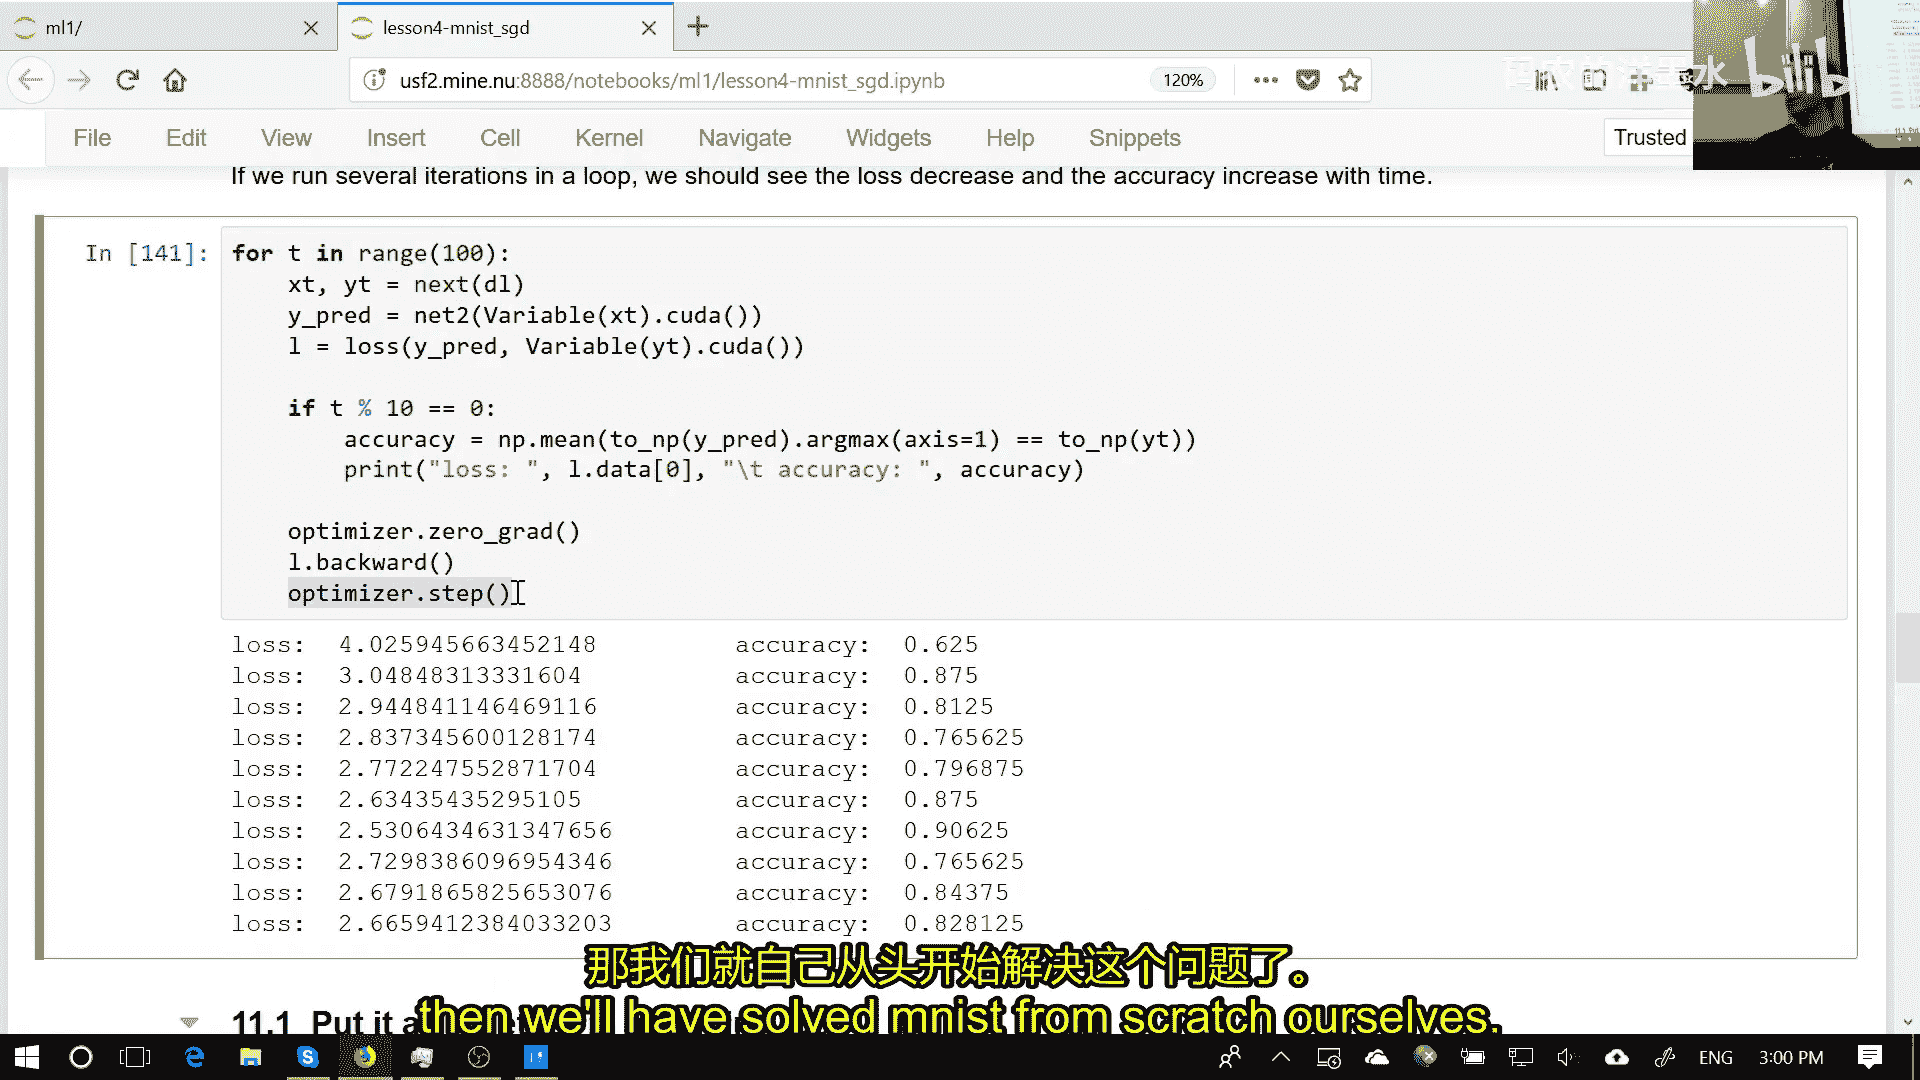 ml1/
lesson4-mnist_sgd
usf2.mine.nu:8888/notebooks/ml1/lesson4-mnist_sgd.ipynb
120%
File Edit View Insert Cell Kernel Navigate Widgets Help Snippets
Trusted
If we run several iterations in a loop, we should see the loss decrease and the accuracy increase with time.
In [141]:
for t in range(100):
xt, yt = next(dl)
y_pred = net2(Variable(xt).cuda())
l = loss(y_pred, Variable(yt).cuda())
if t % 10 == 0:
accuracy = np.mean(to_np(y_pred).argmax(axis=1) == to_np(yt))
print("loss: ", l.data[0], "\t accuracy: ", accuracy)
optimizer.zero_grad()
l.backward()
optimizer.step()
loss: 4.025945663452148 accuracy: 0.625
loss: 3.04848313331604 accuracy: 0.875
loss: 2.944841146469116 accuracy: 0.8125
loss: 2.837345600128174 accuracy: 0.765625
loss: 2.772247552871704 accuracy: 0.796875
loss: 2.63435435295105 accuracy: 0.875
loss: 2.5306434631347656 accuracy: 0.90625
loss: 2.7298386096954346 accuracy: 0.765625
loss: 2.6791865825653076 accuracy: 0.84375
loss: 2.6659412384033203 accuracy: 0.828125
那我们就自己从头开始解决这个问题了。
11.1 Put it
then we'll have solved mnist from scratch ourselves.
ENG
3:00 PM